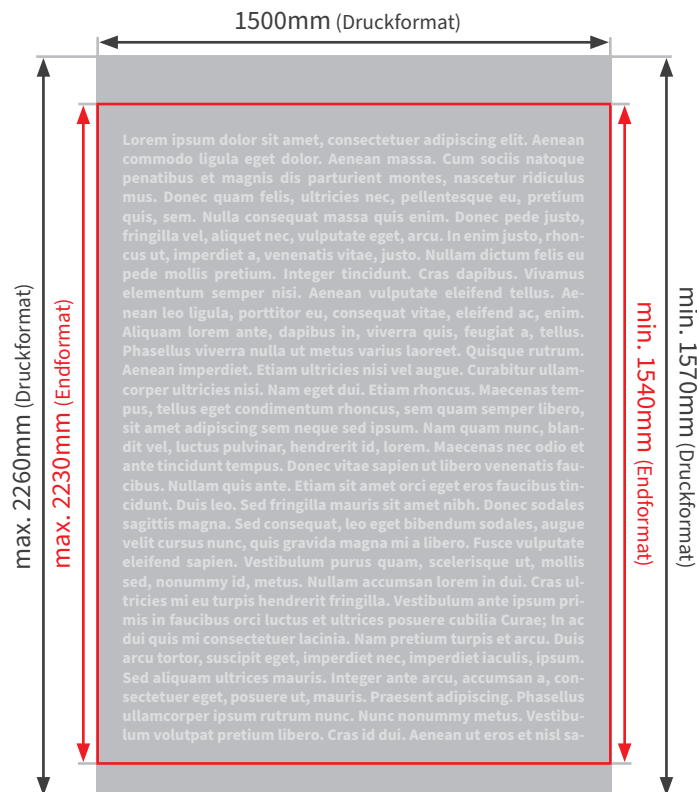 1500mm (Druckformat)
max. 2260mm (Druckformat)
max. 2230mm (Endformat)
Lorem ipsum dolor sit amet, consectetuer adipiscing elit. Aenean
commodo ligula eget dolor. Aenean massa. Cum sociis natoque
penatibus et magnis dis parturient montes, nascetur ridiculus
mus. Donec quam felis, ultricies nec, pellentesque eu, pretium
quis, sem. Nulla consequat massa quis enim. Donec pede justo,
fringilla vel, aliquet nec, vulputate eget, arcu. In enim justo, rhon-
cus ut, imperdiet a, venenatis vitae, justo. Nullam dictum felis eu
pede mollis pretium. Integer tincidunt. Cras dapibus. Vivamus
elementum semper nisi. Aenean vulputate eleifend tellus. Ae-
nean leo ligula, porttitor eu, consequat vitae, eleifend ac, enim.
Aliquam lorem ante, dapibus in, viverra quis, feugiat a, tellus.
Phasellus viverra nulla ut metus varius laoreet. Quisque rutrum.
Aenean imperdiet. Etiam ultricies nisi vel augue. Curabitur ullam-
corper ultricies nisi. Nam eget dui. Etiam rhoncus. Maecenas tem-
pus, tellus eget condimentum rhoncus, sem quam semper libero,
sit amet adipiscing sem neque sed ipsum. Nam quam nunc, blan-
dit vel, luctus pulvinar, hendrerit id, lorem. Maecenas nec odio et
ante tincidunt tempus. Donec vitae sapien ut libero venenatis fau-
cibus. Nullam quis ante. Etiam sit amet orci eget eros faucibus tin-
cidunt. Duis leo. Sed fringilla mauris sit amet nibh. Donec sodales
sagittis magna. Sed consequat, leo eget bibendum sodales, augue
velit cursus nunc, quis gravida magna mi a libero. Fusce vulputate
eleifend sapien. Vestibulum purus quam, scelerisque ut, mollis
sed, nonummy id, metus. Nullam accumsan lorem in dui. Cras ul-
tricies mi eu turpis hendrerit fringilla. Vestibulum ante ipsum pri-
mis in faucibus orci luctus et ultrices posuere cubilia Curae; In ac
dui quis mi consectetuer lacinia. Nam pretium turpis et arcu. Duis
arcu tortor, suscipit eget, imperdiet nec, imperdiet iaculis, ipsum.
Sed aliquam ultrices mauris. Integer ante arcu, accumsan a, con-
sectetuer eget, posuere ut, mauris. Praesent adipiscing. Phasellus
ullamcorper ipsum rutrum nunc. Nunc nonummy metus. Vestibu-
lum volutpat pretium libero. Cras id dui. Aenean ut eros et nisl sa-
min. 1540mm (Endformat)
min. 1570mm (Druckformat)